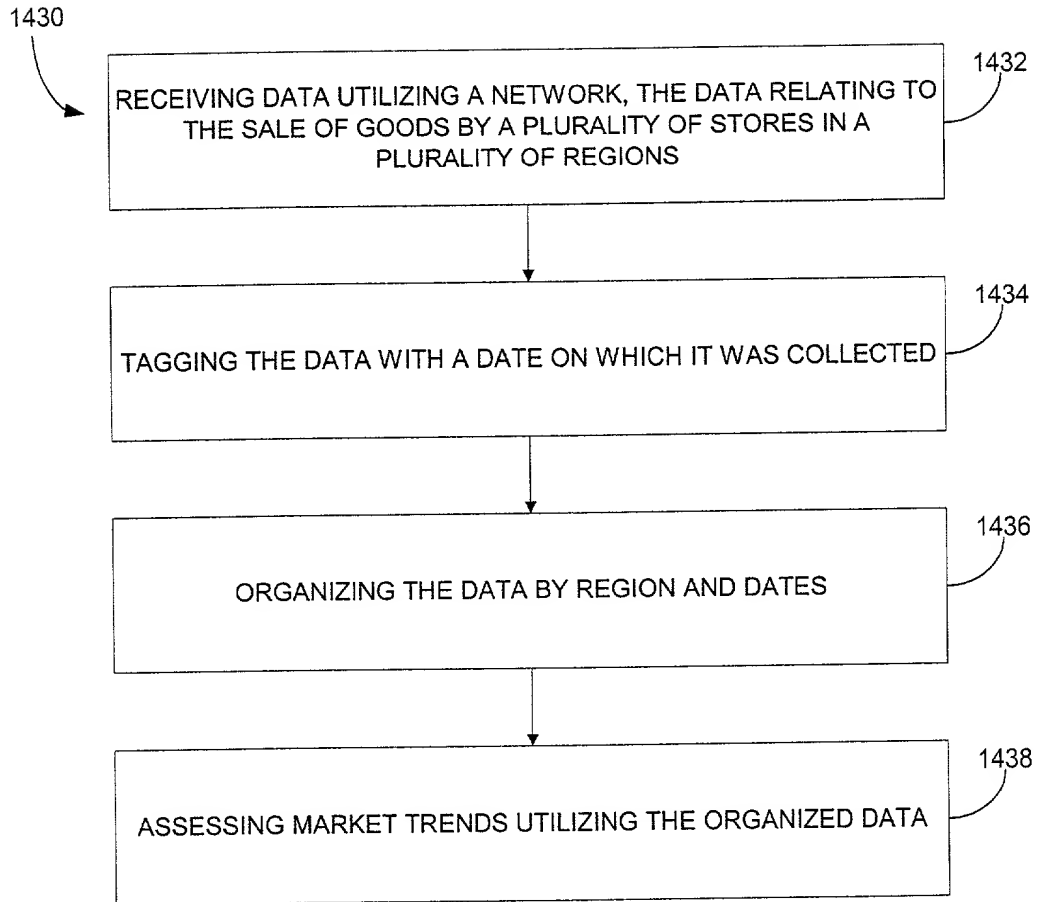 1430
1432
RECEIVING DATA UTILIZING A NETWORK, THE DATA RELATING TO
THE SALE OF GOODS BY A PLURALITY OF STORES IN A
PLURALITY OF REGIONS
1434
TAGGING THE DATA WITH A DATE ON WHICH IT WAS COLLECTED
1436
ORGANIZING THE DATA BY REGION AND DATES
1438
ASSESSING MARKET TRENDS UTILIZING THE ORGANIZED DATA